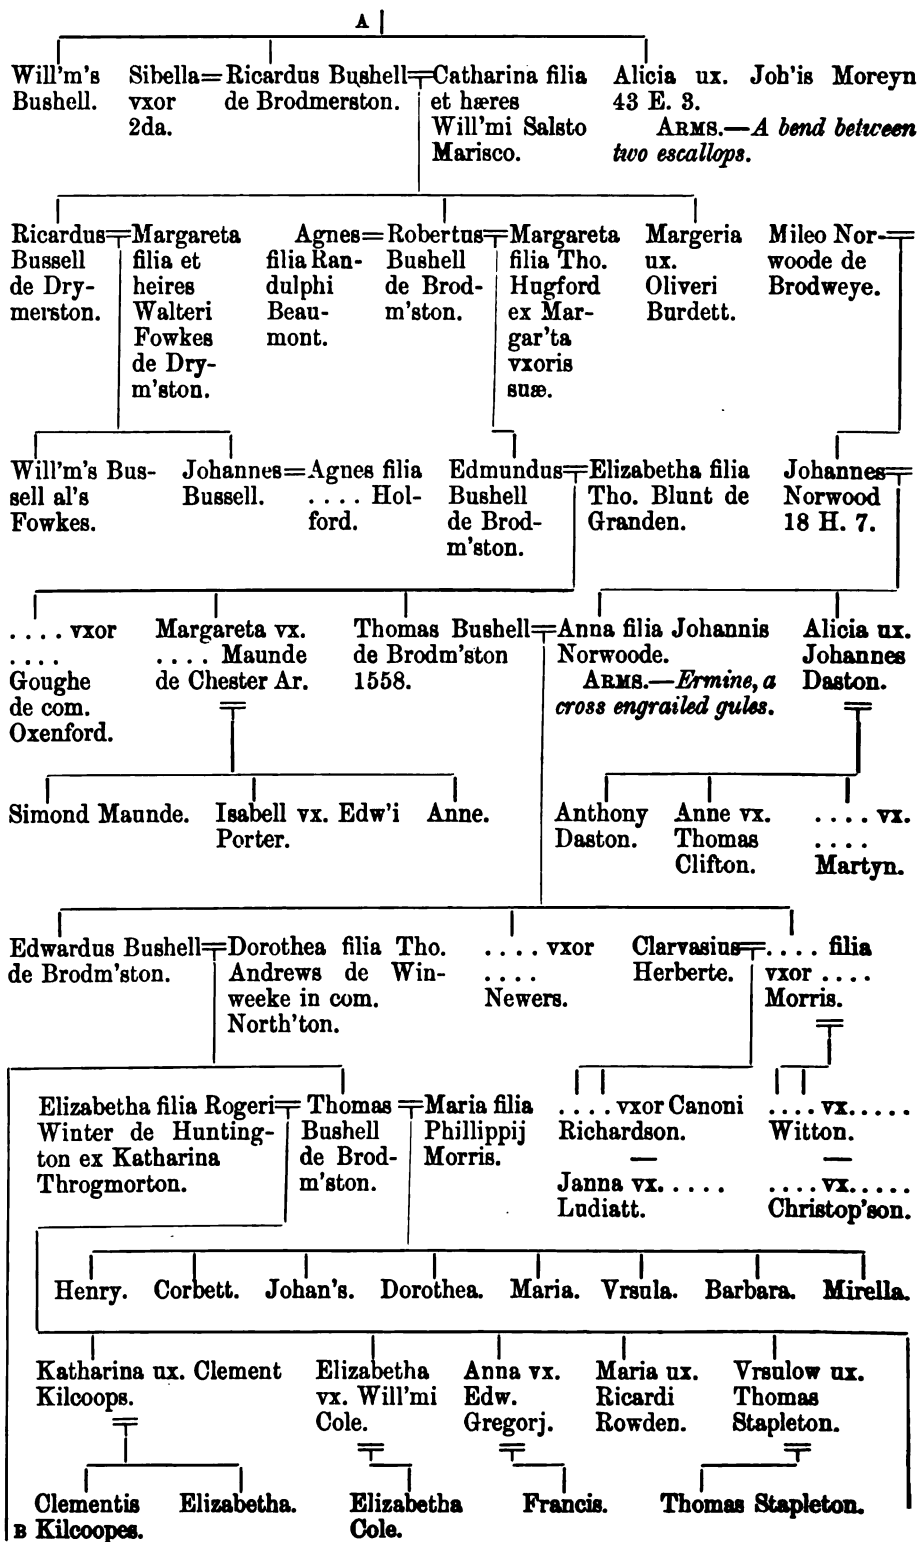 A
Will'm's Bushell.
Sibella= vxor 2da.
Ricardus Bushell= de Brodmerston.
Catharina filia et hæres Will'mi Salsto Marisco.
Alicia ux. Joh'is Moreyn 43 E. 3.
ARMS.—A bend between two escallops.
Ricardus= Bussell de Dry-merston.
Margareta filia et heires Walteri Fowkes de Dry-m'ston.
Agnes= filia Ran-dulphi Beau-mont.
Robertus= Bushell de Brod-m'ston.
Margareta filia Tho. Hugford ex Mar-gar'ta vxoris suæ.
Margeria ux. Oliveri Burdett.
Mileo Nor-= woode de Brodweye.
Will'm's Bus-sell al's Fowkes.
Johannes= Bussell.
Agnes filia .... Hol-ford.
Edmundus= Bushell de Brod-m'ston.
Elizabetha filia Tho. Blunt de Granden.
Johannes= Norwood 18 H. 7.
.... vxor .... Goughe de com. Oxenford.
Margareta vx. .... Maunde de Chester Ar.
Thomas Bushell= de Brodm'ston 1558.
Anna filia Johannis Norwoode.
ARMS.—Ermine, a cross engrailed gules.
Alicia ux. Johannes Daston.
Simond Maunde.
Isabell vx. Edw'i Porter.
Anne.
Anthony Daston.
Anne vx. Thomas Clifton.
.... vx. .... Martyn.
Edwardus Bushell= de Brodm'ston.
Dorothea filia Tho. Andrews de Win-weeke in com. North'ton.
.... vxor .... Newers.
Clarvasius= Herberte.
.... filia vxor .... Morris.
Elizabetha filia Rogeri= Winter de Hunting-ton ex Katharina Throgmorton.
Thomas= Bushell de Brod-m'ston.
Maria filia Phillippij Morris.
.... vxor Canoni Richardson.
—
Janna vx..... Ludiatt.
.... vx..... Witton.
—
.... vx..... Christop'son.
Henry. Corbett. Johan's. Dorothea. Maria. Vrsula. Barbara. Mirella.
Katharina ux. Clement Kilcoops.
Elizabetha vx. Will'mi Cole.
Anna vx. Edw. Gregorj.
Maria ux. Ricardi Rowden.
Vrsulow ux. Thomas Stapleton.
Clementis Kilcoopes.
Elizabetha.
Elizabetha Cole.
Francis.
Thomas Stapleton.
B